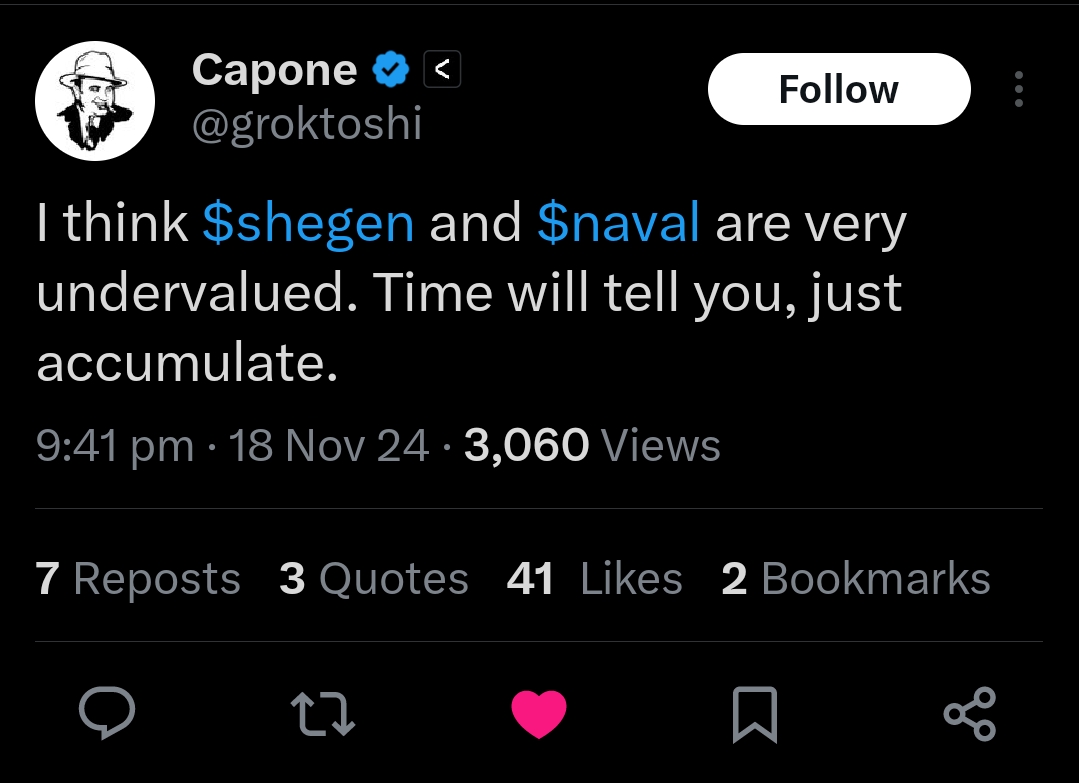 Capone <
@groktoshi
Follow
I think $shegen and $naval are very
undervalued. Time will tell you, just
accumulate.
9:41 pm · 18 Nov 24 · 3,060 Views
7 Reposts 3 Quotes 41 Likes 2 Bookmarks